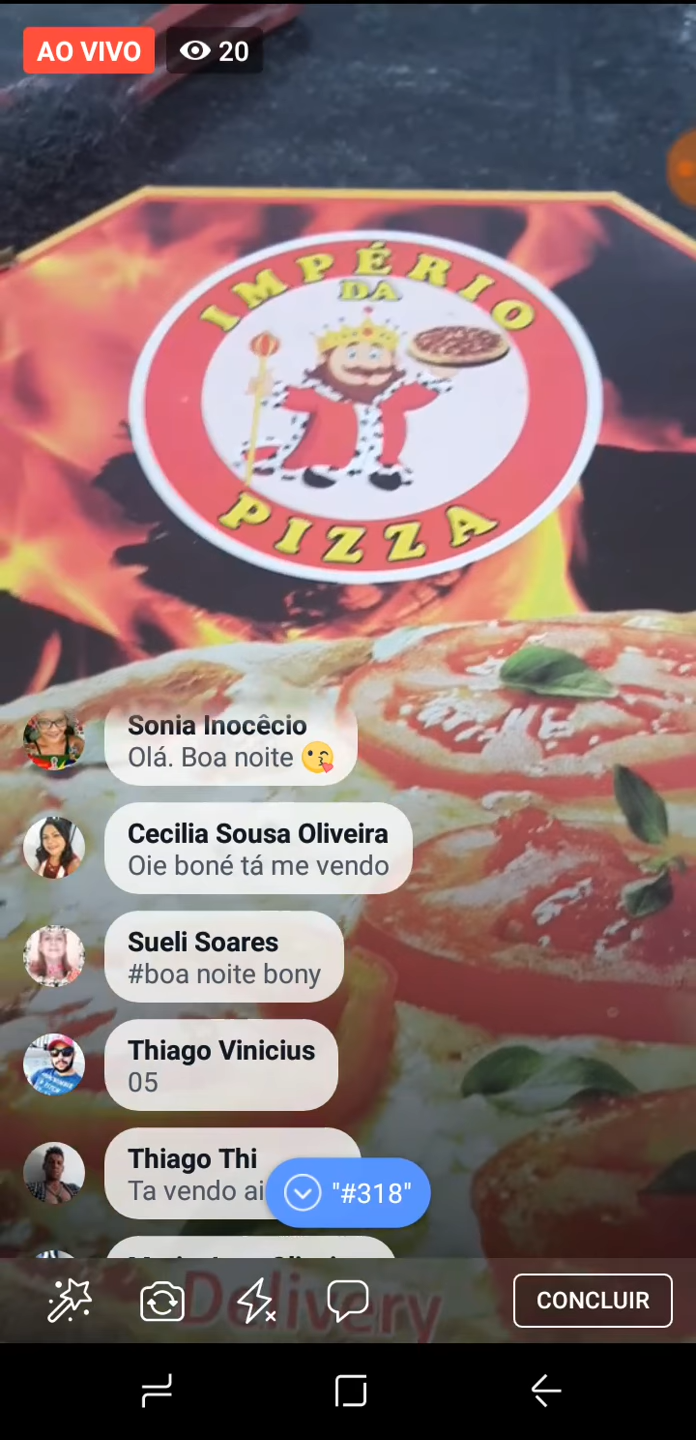 AO VIVO
20
IMPÉRIO
DA
PIZZA
Sonia Inocêcio
Olá. Boa noite 😘
Cecilia Sousa Oliveira
Oie boné tá me vendo
Sueli Soares
#boa noite bony
Thiago Vinicius
05
Thiago Thi
Ta vendo ai
"#318"
Delivery
CONCLUIR